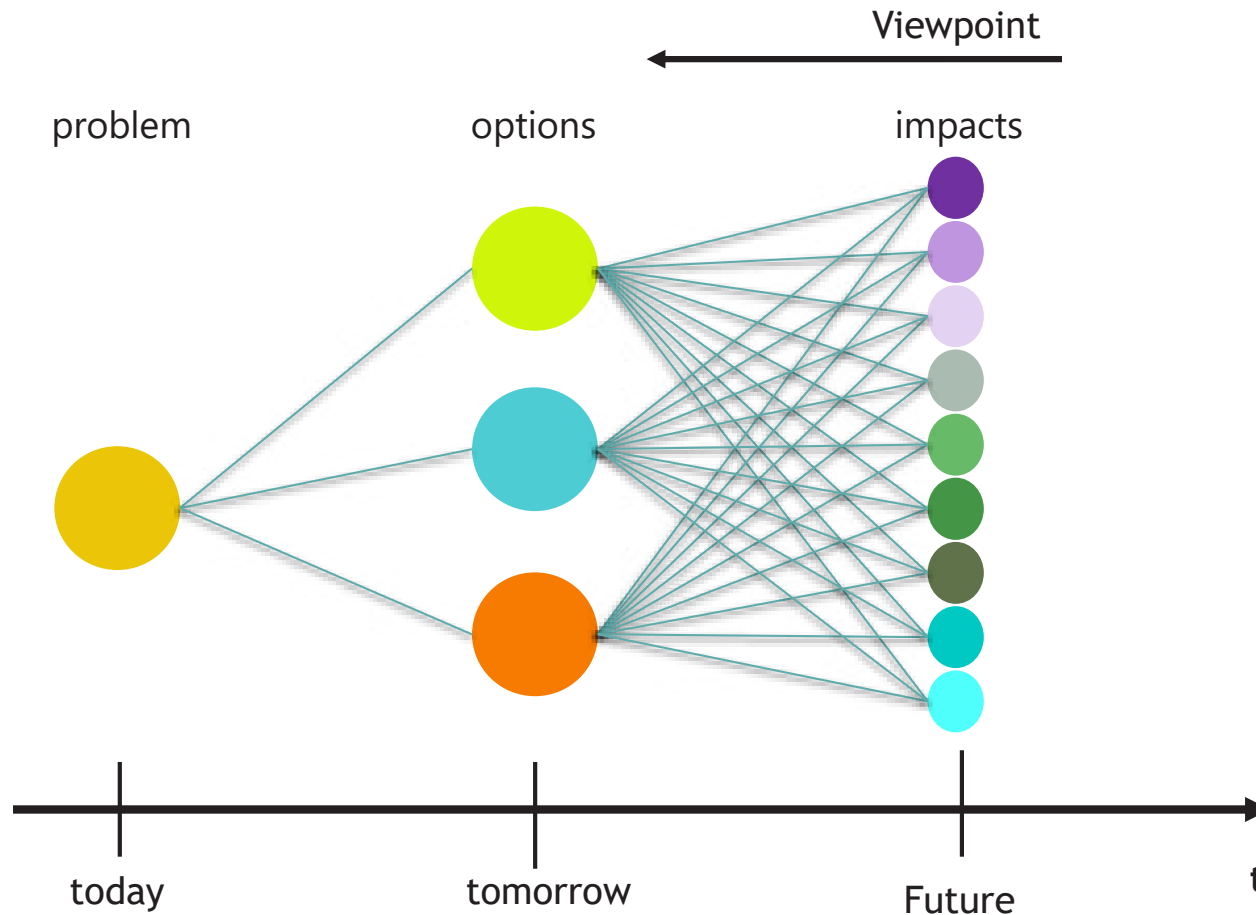 Viewpoint
problem
options
impacts
today
tomorrow
Future
t